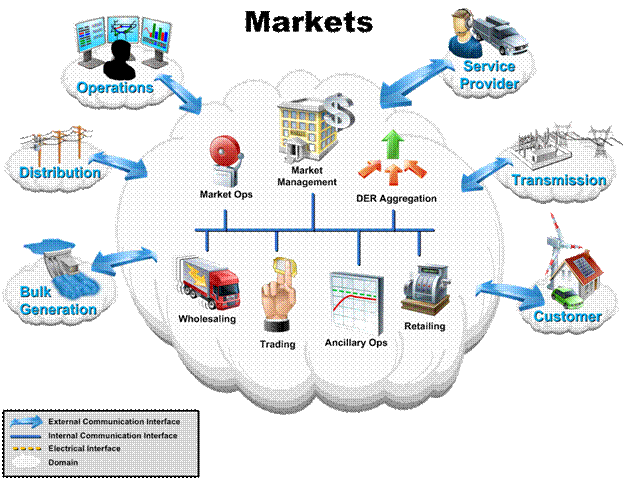 Markets
Operations
Service
Provider
Distribution
Transmission
Bulk
Generation
Customer
Market Ops
Market
Management
DER Aggregation
Wholesaling
Trading
Ancillary Ops
Retailing
External Communication Interface
Internal Communication Interface
Electrical Interface
Domain